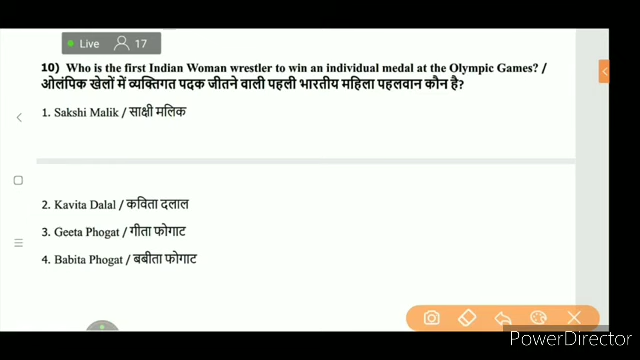 Live 17
10) Who is the first Indian Woman wrestler to win an individual medal at the Olympic Games? /
ओलंपिक खेलों में व्यक्तिगत पदक जीतने वाली पहली भारतीय महिला पहलवान कौन है?
1. Sakshi Malik / साक्षी मलिक
2. Kavita Dalal / कविता दलाल
3. Geeta Phogat / गीता फोगाट
4. Babita Phogat / बबीता फोगाट
PowerDirector